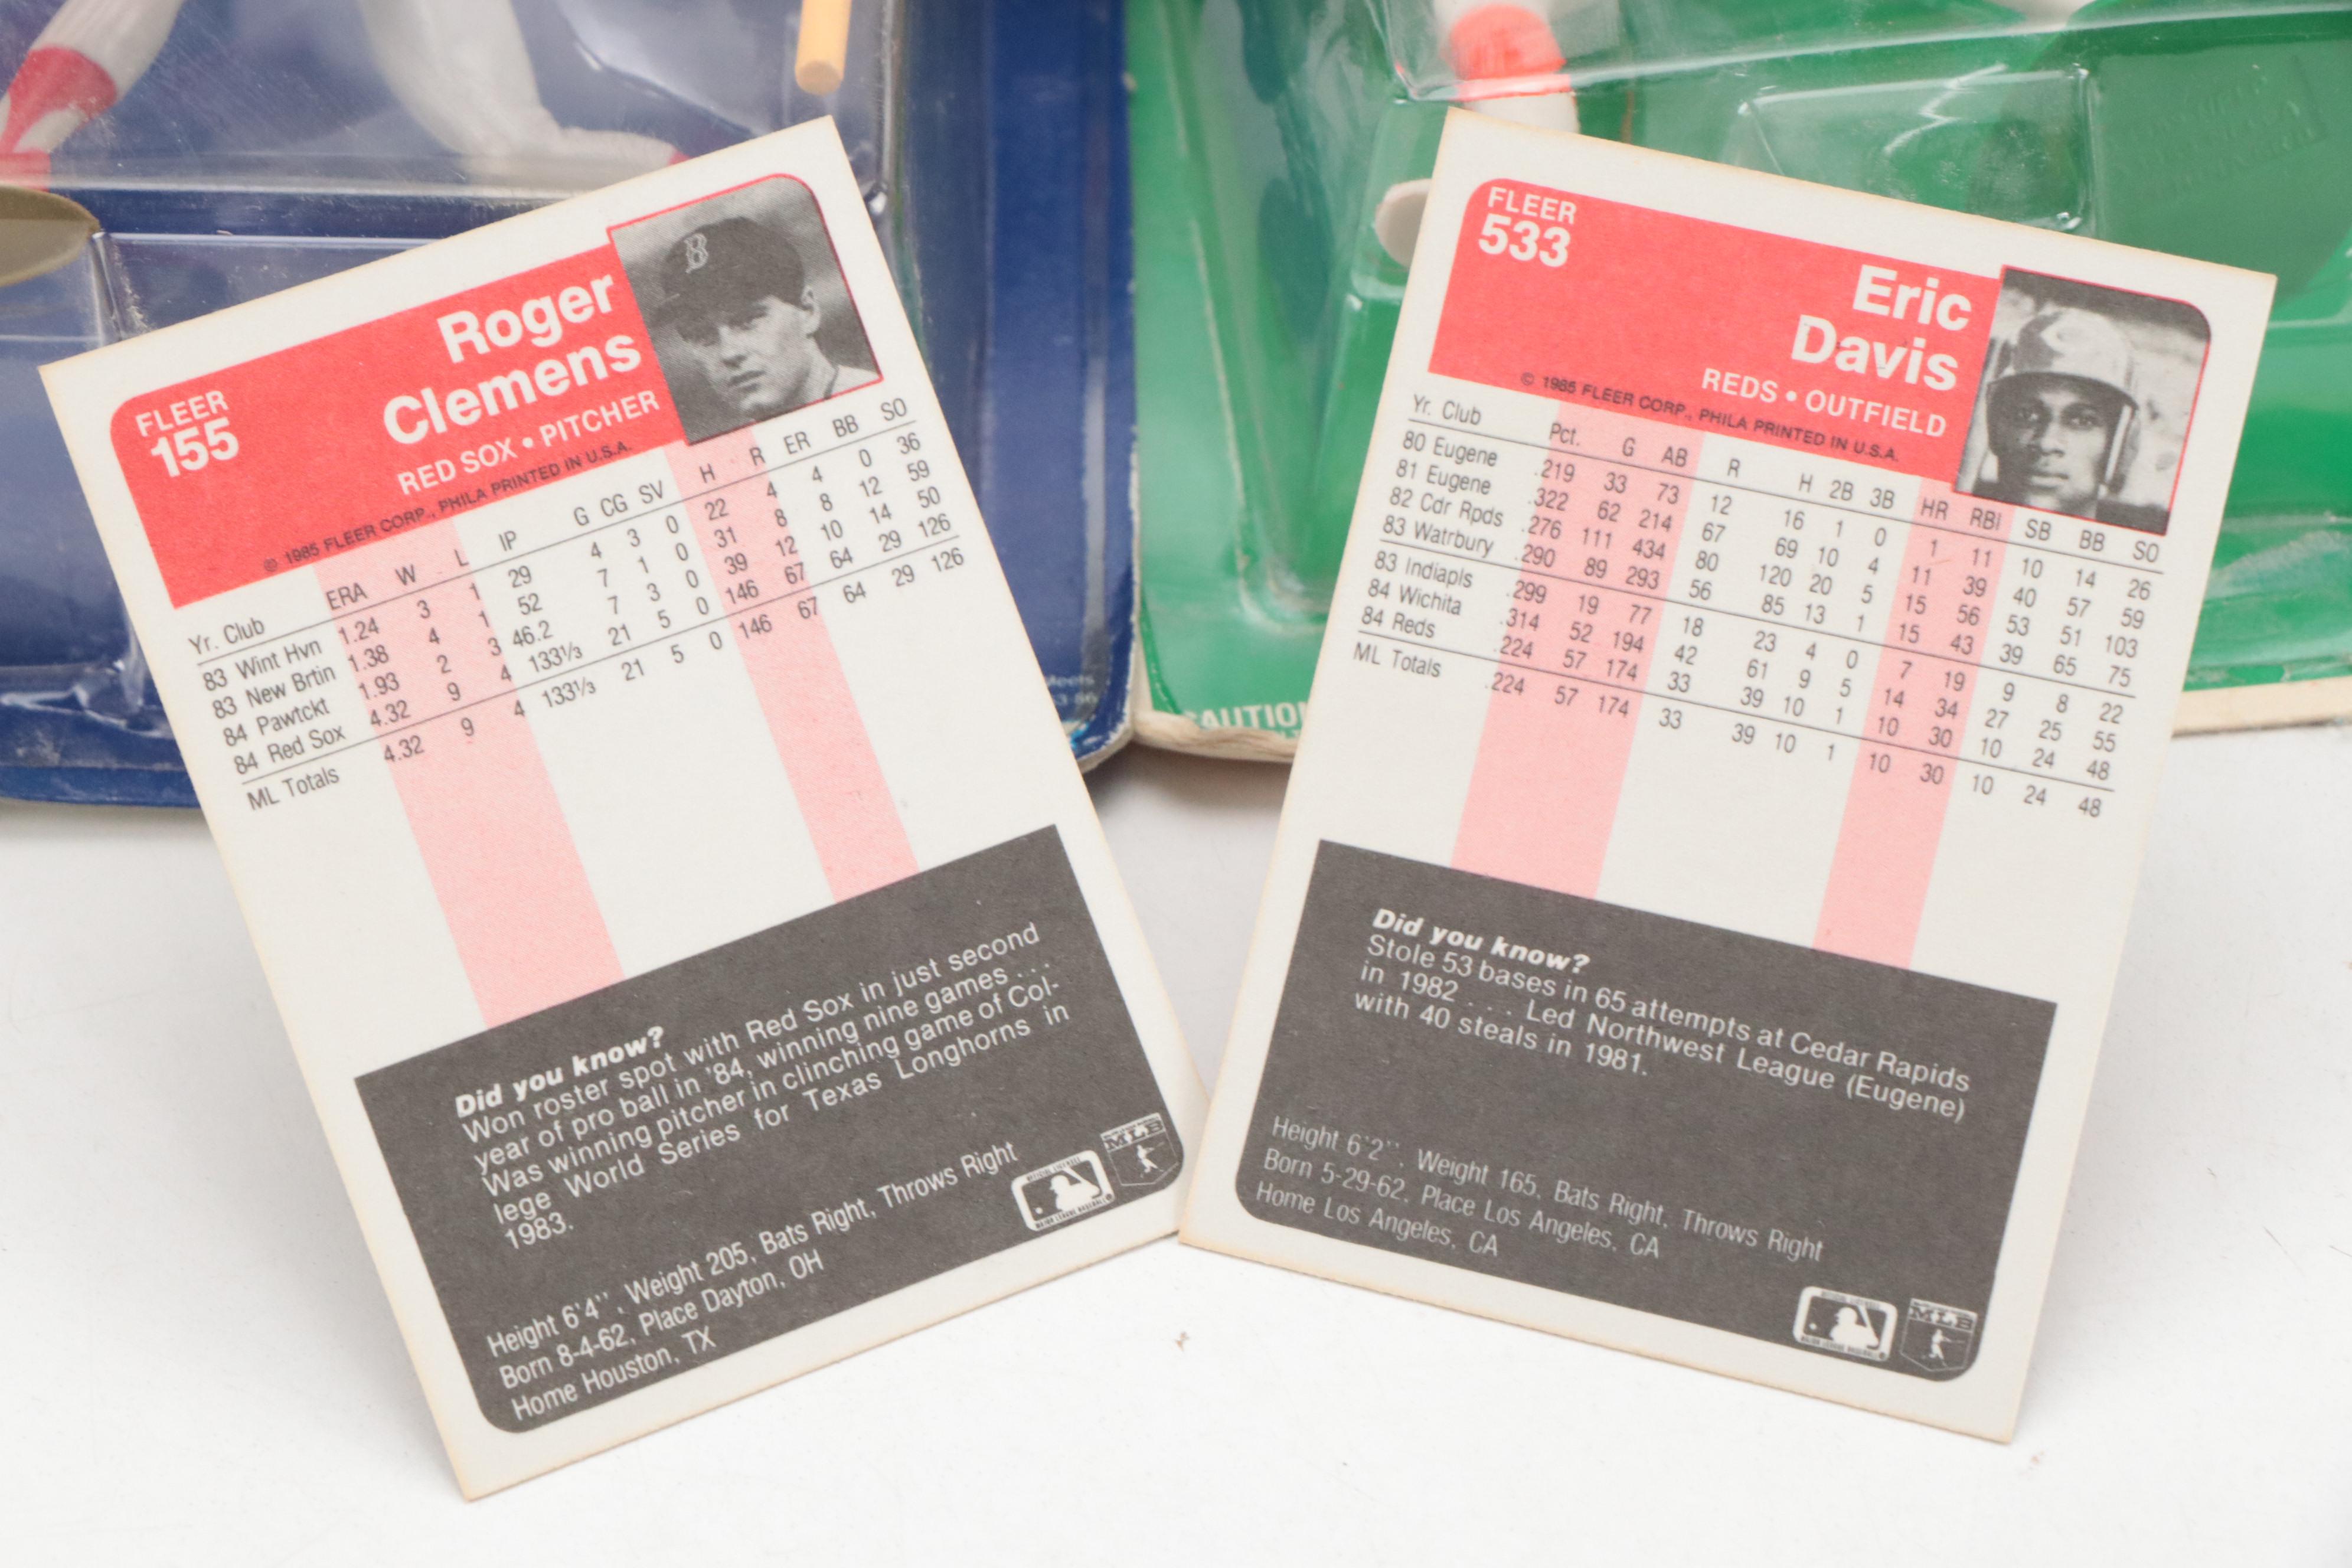 FLEER
155
Roger
Clemens
RED SOX • PITCHER
© 1985 FLEER CORP., PHILA PRINTED IN U.S.A.
Yr. Club ERA W L IP G CG SV H R ER BB SO
83 Wint Hvn 1.24 3 1 29 4 3 0 22 4 4 0 36
83 New Brtin 1.38 4 1 52 7 1 0 31 8 8 12 59
84 Pawtckt 1.93 2 3 46.2 7 3 0 39 12 10 14 50
84 Red Sox 4.32 9 4 133⅓ 21 5 0 146 67 64 29 126
ML Totals 4.32 9 4 133⅓ 21 5 0 146 67 64 29 126
Did you know?
Won roster spot with Red Sox in just second
year of pro ball in '84, winning nine games . . .
Was winning pitcher in clinching game of Col-
lege World Series for Texas Longhorns in
1983.
Height 6'4'', Weight 205, Bats Right, Throws Right
Born 8-4-62, Place Dayton, OH
Home Houston, TX
MAJOR LEAGUE BASEBALL
MLB
FLEER
533
Eric
Davis
REDS • OUTFIELD
© 1985 FLEER CORP., PHILA PRINTED IN U.S.A.
Yr. Club Pct. G AB R H 2B 3B HR RBI SB BB SO
80 Eugene .219 33 73 12 16 1 0 1 11 10 14 26
81 Eugene .322 62 214 67 69 10 4 11 39 40 57 59
82 Cdr Rpds .276 111 434 80 120 20 5 15 56 53 51 103
83 Watrbury .290 89 293 56 85 13 1 15 43 39 65 75
83 Indiapls .299 19 77 18 23 4 0 7 19 9 8 22
84 Wichita .314 52 194 42 61 9 5 14 34 27 25 55
84 Reds .224 57 174 33 39 10 1 10 30 10 24 48
ML Totals .224 57 174 33 39 10 1 10 30 10 24 48
Did you know?
Stole 53 bases in 65 attempts at Cedar Rapids
in 1982 . . . Led Northwest League (Eugene)
with 40 steals in 1981.
Height 6'2'', Weight 165, Bats Right, Throws Right
Born 5-29-62, Place Los Angeles, CA
Home Los Angeles, CA
MLB
Meets
3-86
AUTION